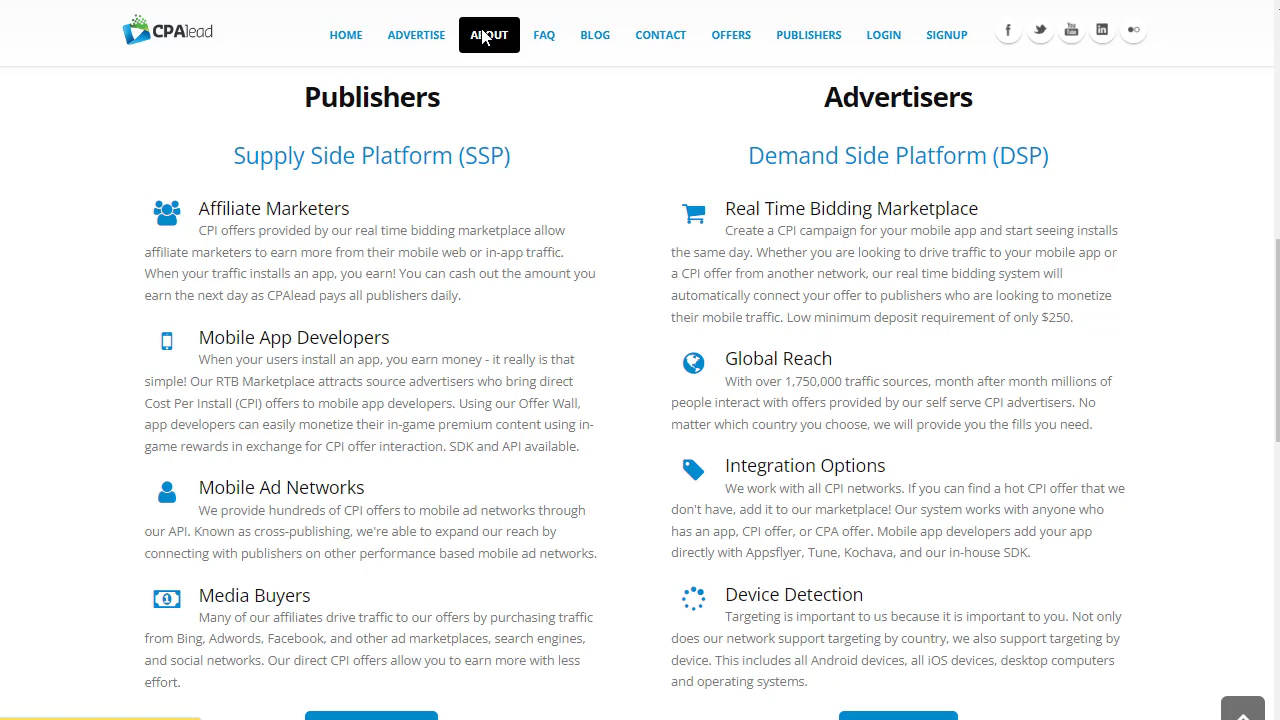 CPAlead
HOME ADVERTISE ABOUT FAQ BLOG CONTACT OFFERS PUBLISHERS LOGIN SIGNUP
Publishers
Supply Side Platform (SSP)
Affiliate Marketers
CPI offers provided by our real time bidding marketplace allow
affiliate marketers to earn more from their mobile web or in-app traffic.
When your traffic installs an app, you earn! You can cash out the amount you
earn the next day as CPAlead pays all publishers daily.
Mobile App Developers
When your users install an app, you earn money - it really is that
simple! Our RTB Marketplace attracts source advertisers who bring direct
Cost Per Install (CPI) offers to mobile app developers. Using our Offer Wall,
app developers can easily monetize their in-game premium content using in-
game rewards in exchange for CPI offer interaction. SDK and API available.
Mobile Ad Networks
We provide hundreds of CPI offers to mobile ad networks through
our API. Known as cross-publishing, we're able to expand our reach by
connecting with publishers on other performance based mobile ad networks.
Media Buyers
Many of our affiliates drive traffic to our offers by purchasing traffic
from Bing, Adwords, Facebook, and other ad marketplaces, search engines,
and social networks. Our direct CPI offers allow you to earn more with less
effort.
Advertisers
Demand Side Platform (DSP)
Real Time Bidding Marketplace
Create a CPI campaign for your mobile app and start seeing installs
the same day. Whether you are looking to drive traffic to your mobile app or
a CPI offer from another network, our real time bidding system will
automatically connect your offer to publishers who are looking to monetize
their mobile traffic. Low minimum deposit requirement of only $250.
Global Reach
With over 1,750,000 traffic sources, month after month millions of
people interact with offers provided by our self serve CPI advertisers. No
matter which country you choose, we will provide you the fills you need.
Integration Options
We work with all CPI networks. If you can find a hot CPI offer that we
don't have, add it to our marketplace! Our system works with anyone who
has an app, CPI offer, or CPA offer. Mobile app developers add your app
directly with Appsflyer, Tune, Kochava, and our in-house SDK.
Device Detection
Targeting is important to us because it is important to you. Not only
does our network support targeting by country, we also support targeting by
device. This includes all Android devices, all iOS devices, desktop computers
and operating systems.